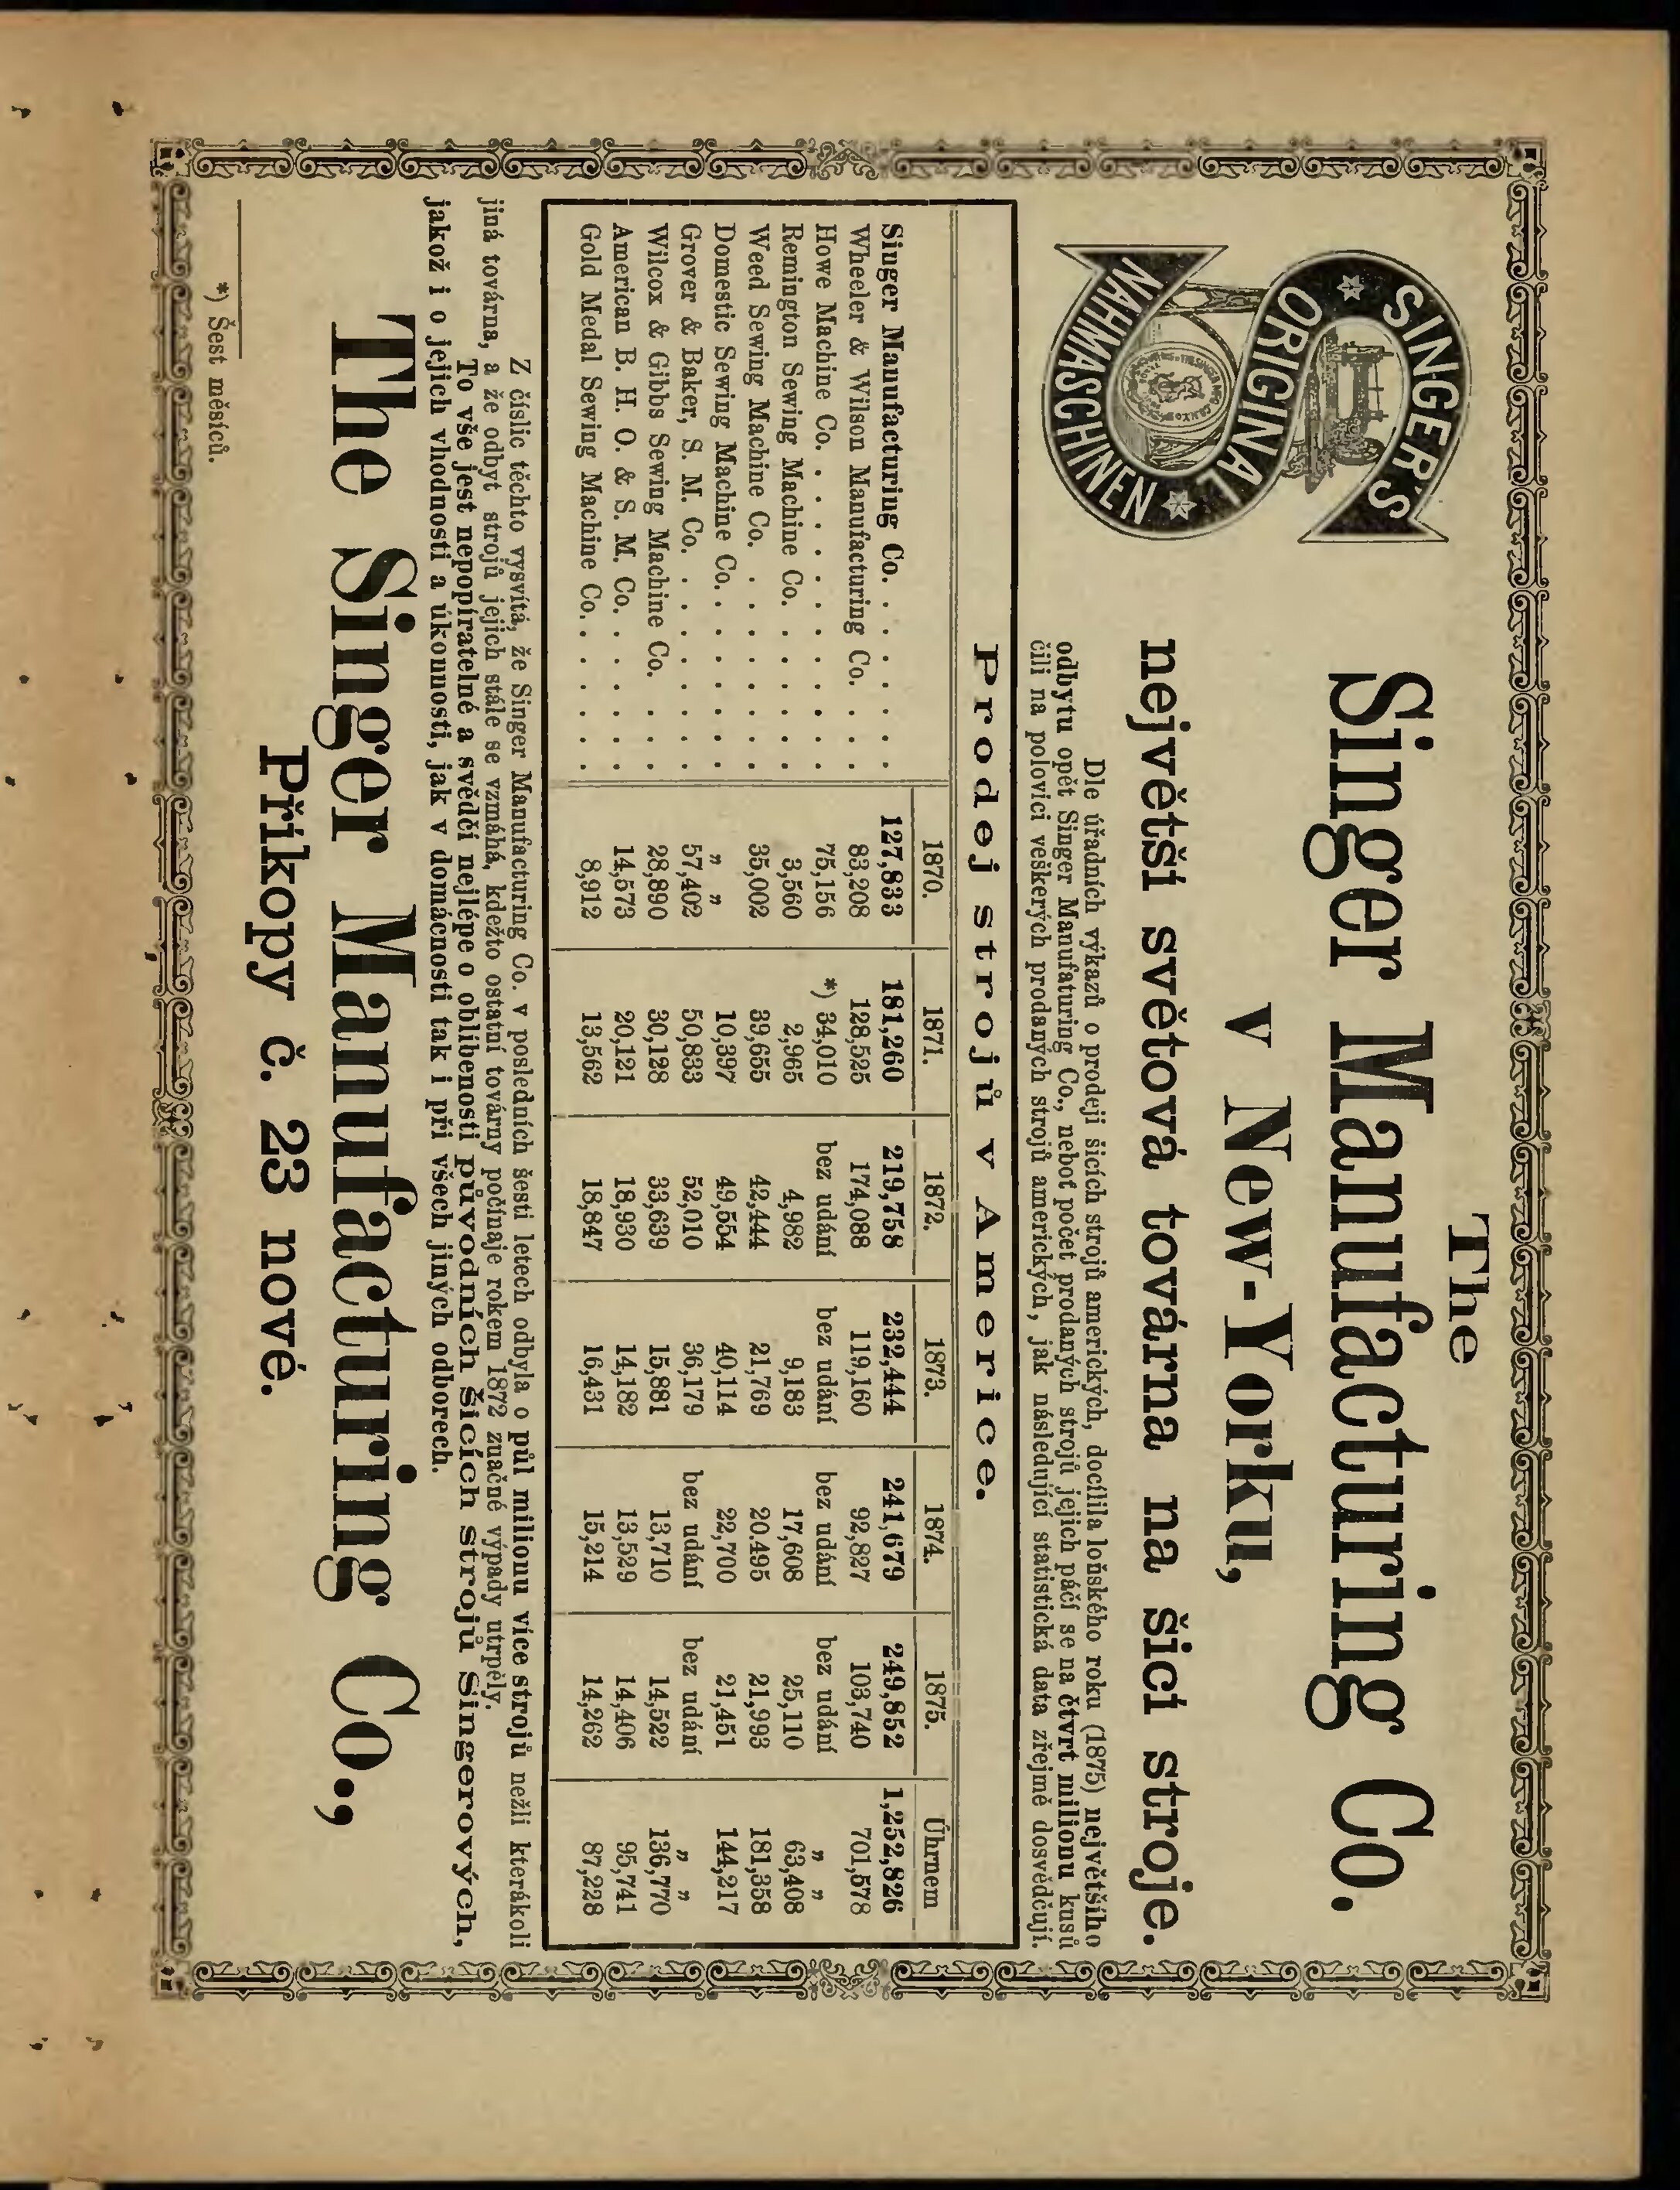 SINGER'S
ORIGINAL
NÄHMASCHINEN
The
Singer Manufacturing Co.
v New-Yorku,
největší světová továrna na šicí stroje.
Dle úřadních výkazů o prodeji šicích strojů amerických, docílila loňského roku (1875) největšího
odbytu opět Singer Manufaturing Co., neboť počet prodaných strojů jejich páčí se na čtvrt milionu kusů
čili na polovici veškerých prodaných strojů amerických, jak následující statistická data zřejmě dosvědčují.
Prodej strojů v Americe.
1870. 1871. 1872. 1873. 1874. 1875. Úhrnem
Singer Manufacturing Co. . . . . . . 127,833 181,260 219,758 232,444 241,679 249,852 1,252,826
Wheeler & Wilson Manufacturing Co. . . . 83,208 128,525 174,088 119,160 92,827 103,740 701,578
Howe Machine Co. . . . . . . . . . . 75,156 *) 34,010 bez udání bez udání bez udání bez udání „ „
Remington Sewing Machine Co. . . . . . 3,560 2,965 4,982 9,183 17,608 25,110 63,408
Weed Sewing Machine Co. . . . . . . . 35,002 39,655 42,444 21,769 20.495 21,993 181,358
Domestic Sewing Machine Co. . . . . . . „ „ 10,397 49,554 40,114 22,700 21,451 144,217
Grover & Baker, S. M. Co. . . . . . . . 57,402 50,833 52,010 36,179 bez udání bez udání „ „
Wilcox & Gibbs Sewing Machine Co. . . . 28,890 30,128 33,639 15,881 13,710 14,522 136,770
American B. H. O. & S. M. Co. . . . . . 14,573 20,121 18,930 14,182 13,529 14,406 95,741
Gold Medal Sewing Machine Co. . . . . . 8,912 13,562 18,847 16,431 15,214 14,262 87,228
Z číslic těchto vysvítá, že Singer Manufacturing Co. v posledních šesti letech odbyla o půl milionu více strojů nežli kterákoli
jiná továrna, a že odbyt strojů jejich stále se vzmáhá, kdežto ostatní továrny počínaje rokem 1872 značné výpady utrpěly.
To vše jest nepopíratelné a svědčí nejlépe o oblíbenosti původních šicích strojů Singerových,
jakož i o jejich vhodnosti a úkonnosti, jak v domácnosti tak i při všech jiných odborech.
The Singer Manufacturing Co.,
Příkopy č. 23 nové.
*) Šest měsíců.